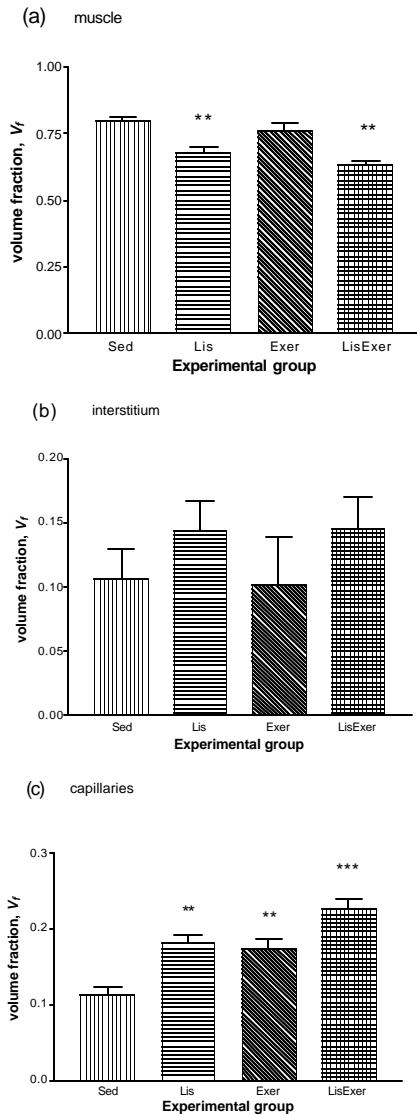 (a) muscle
1.00
0.75
0.50
0.25
0.00
volume fraction, Vf
** **
Sed Lis Exer LisExer
Experimental group
(b) interstitium
0.20
0.15
0.10
0.05
0.00
volume fraction, Vf
Sed Lis Exer LisExer
Experimental group
(c) capillaries
0.3
0.2
0.1
0.0
volume fraction, Vf
** ** ***
Sed Lis Exer LisExer
Experimental group